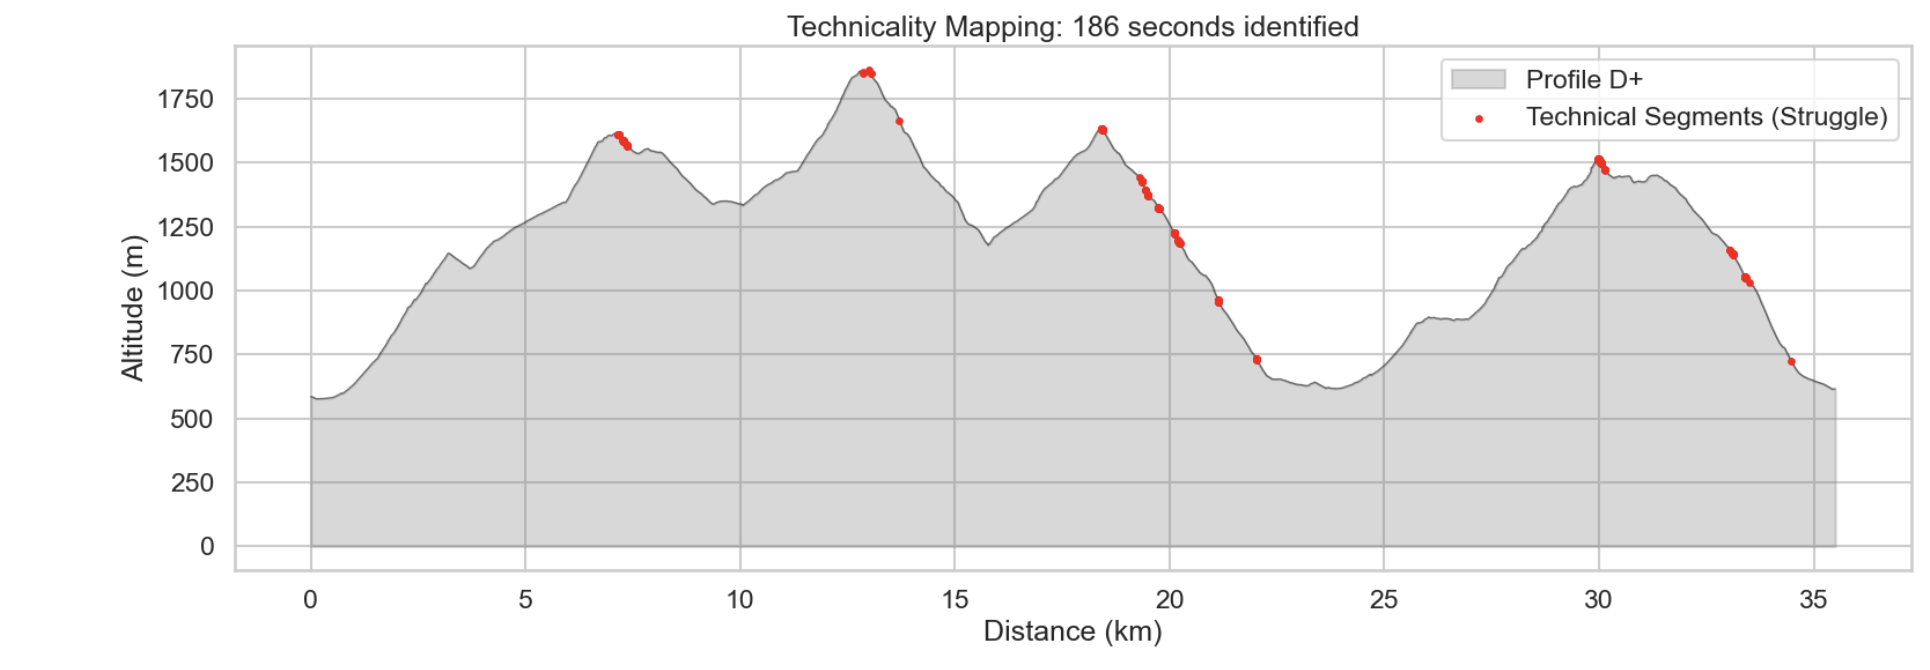 Technicality Mapping: 186 seconds identified
Profile D+
Technical Segments (Struggle)
Altitude (m)
1750
1500
1250
1000
750
500
250
0
0 5 10 15 20 25 30 35
Distance (km)